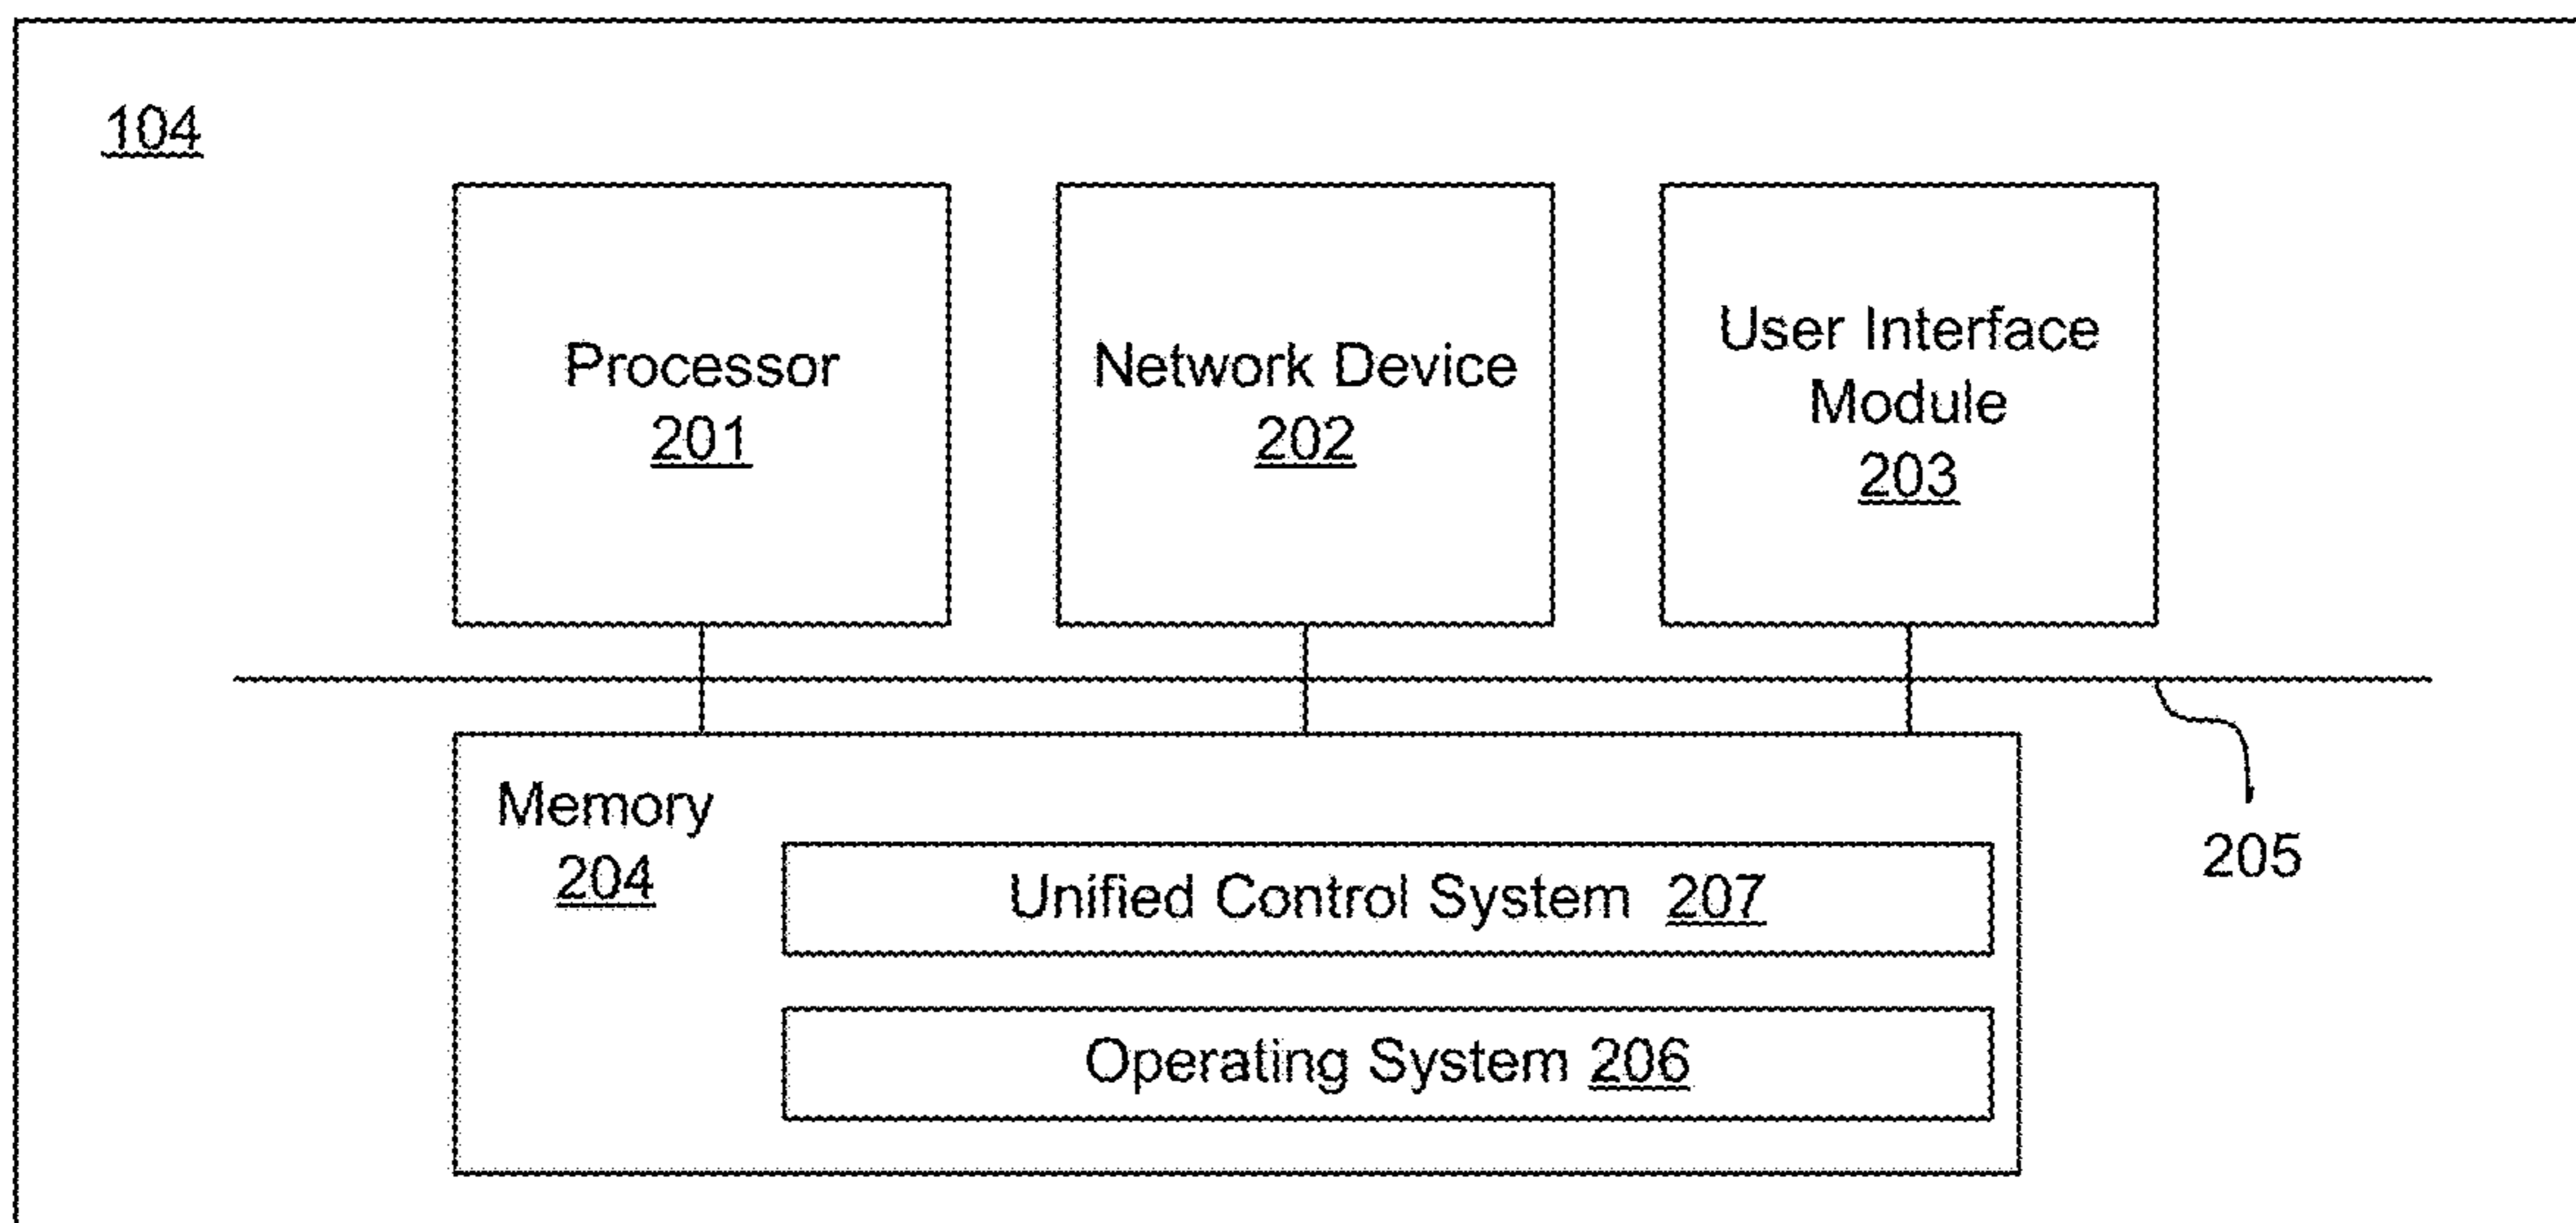 104
Processor
201
Network Device
202
User Interface
Module
203
Memory
204
205
Unified Control System 207
Operating System 206